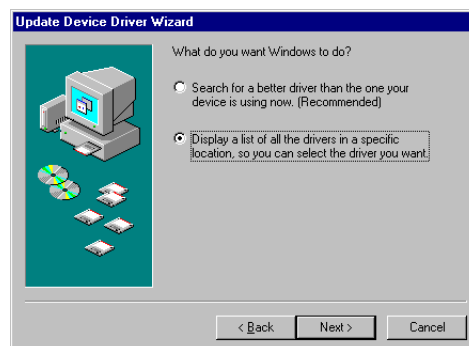 Update Device Driver Wizard
What do you want Windows to do?
Search for a better driver than the one your
device is using now. (Recommended)
Display a list of all the drivers in a specific
location, so you can select the driver you want.
< Back
Next >
Cancel